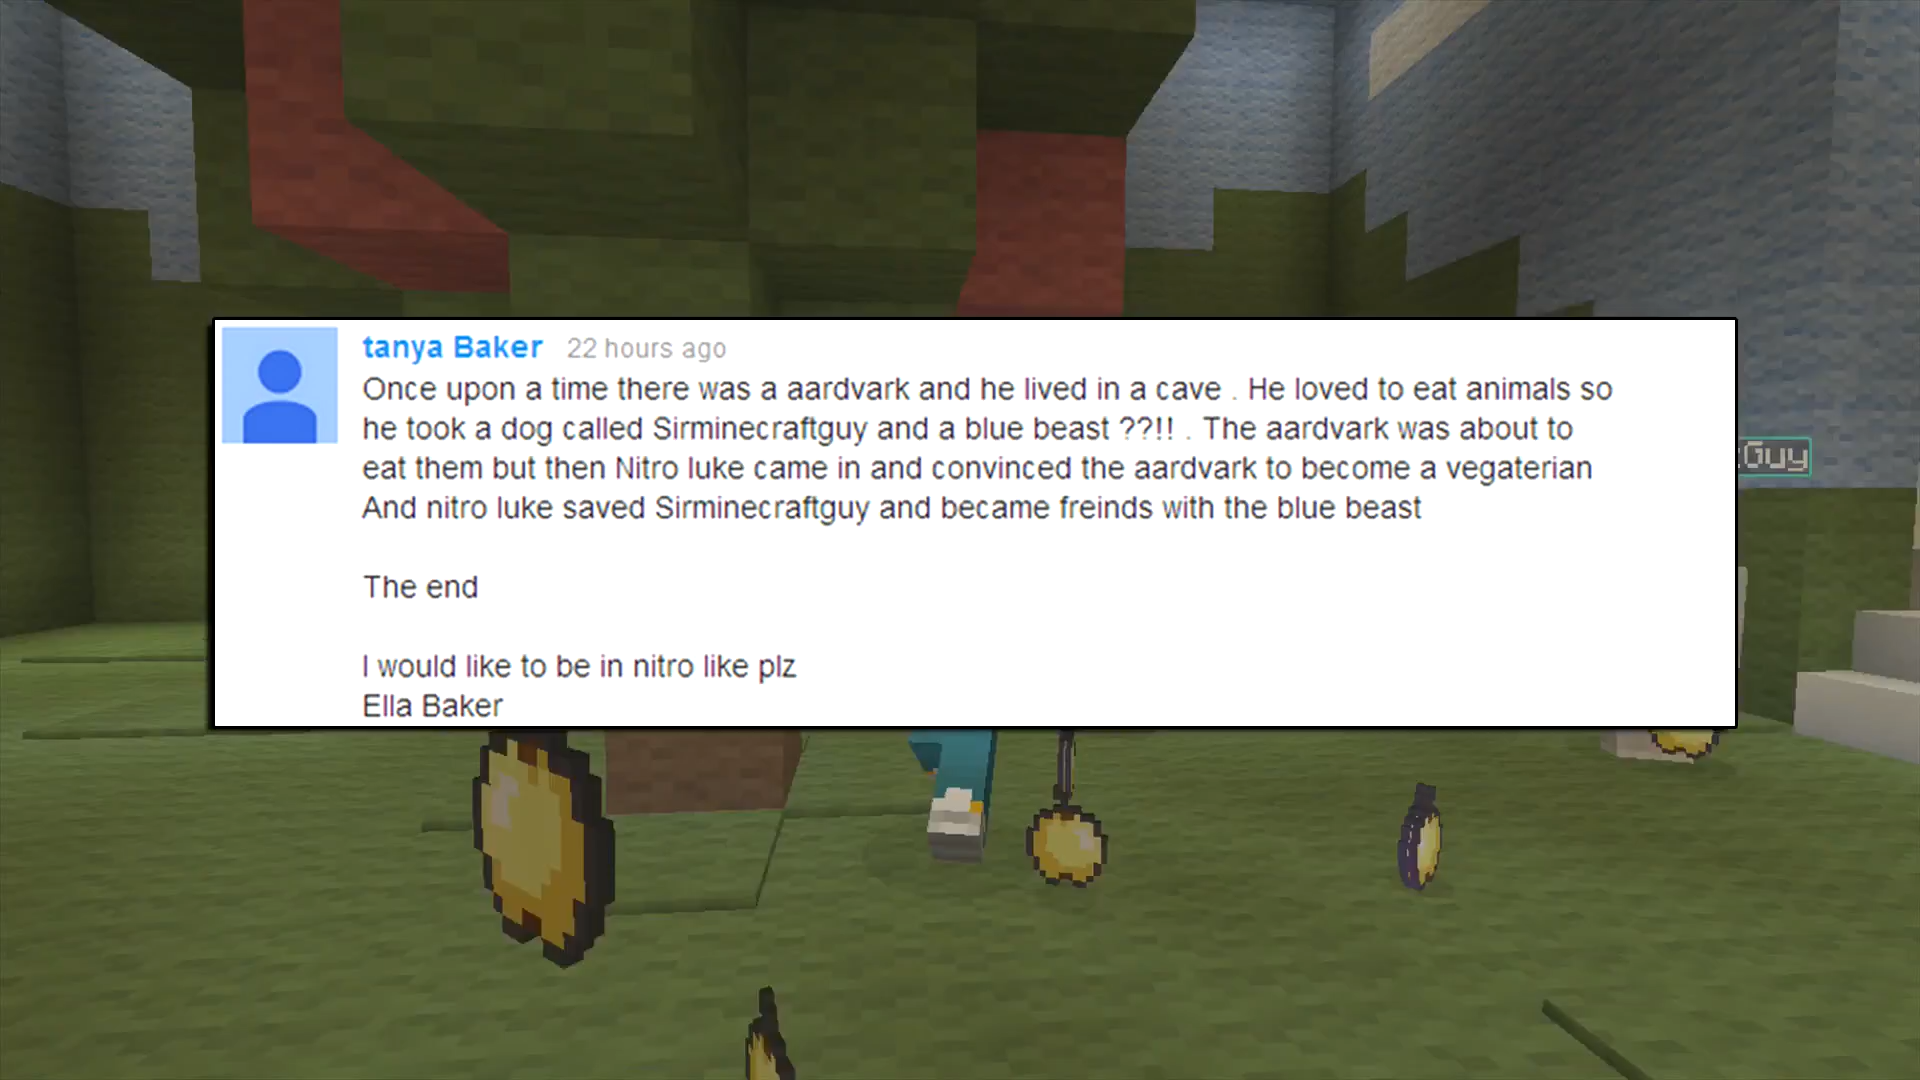 tanya Baker 22 hours ago
Once upon a time there was a aardvark and he lived in a cave . He loved to eat animals so
he took a dog called Sirminecraftguy and a blue beast ??!! . The aardvark was about to
eat them but then Nitro luke came in and convinced the aardvark to become a vegaterian
And nitro luke saved Sirminecraftguy and became freinds with the blue beast
The end
I would like to be in nitro like plz
Ella Baker
Guy